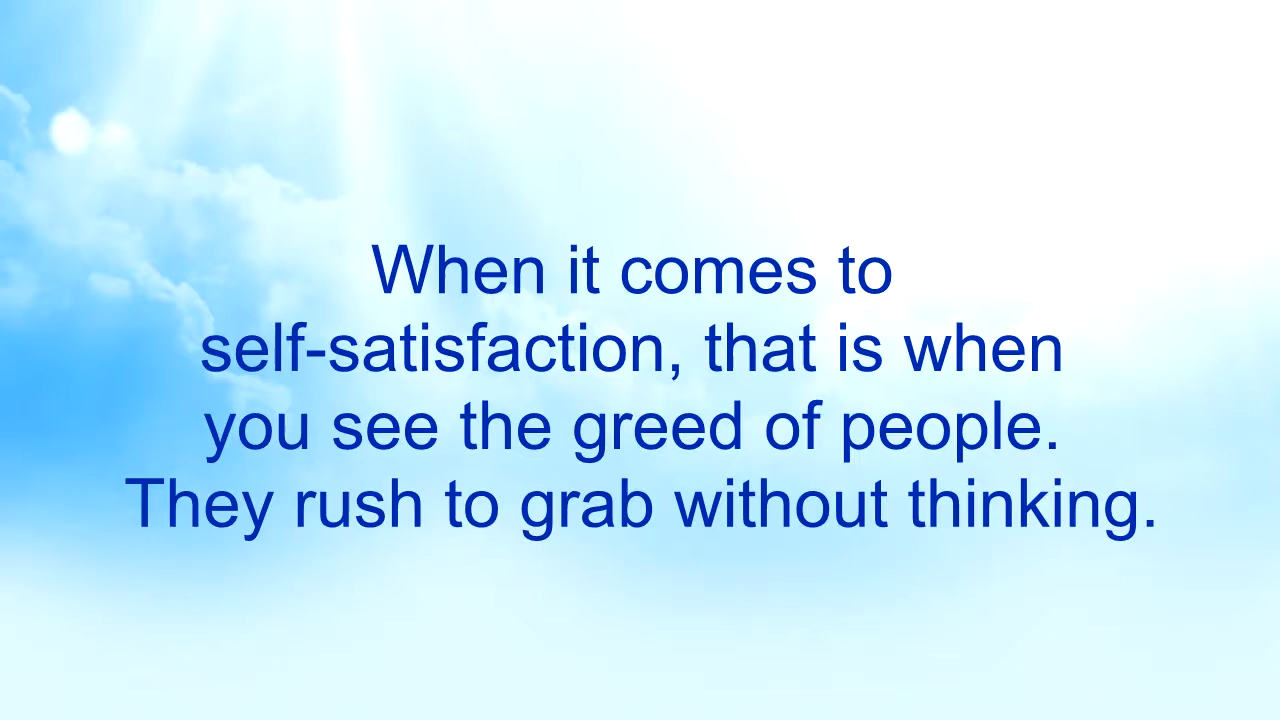 When it comes to
self-satisfaction, that is when
you see the greed of people.
They rush to grab without thinking.